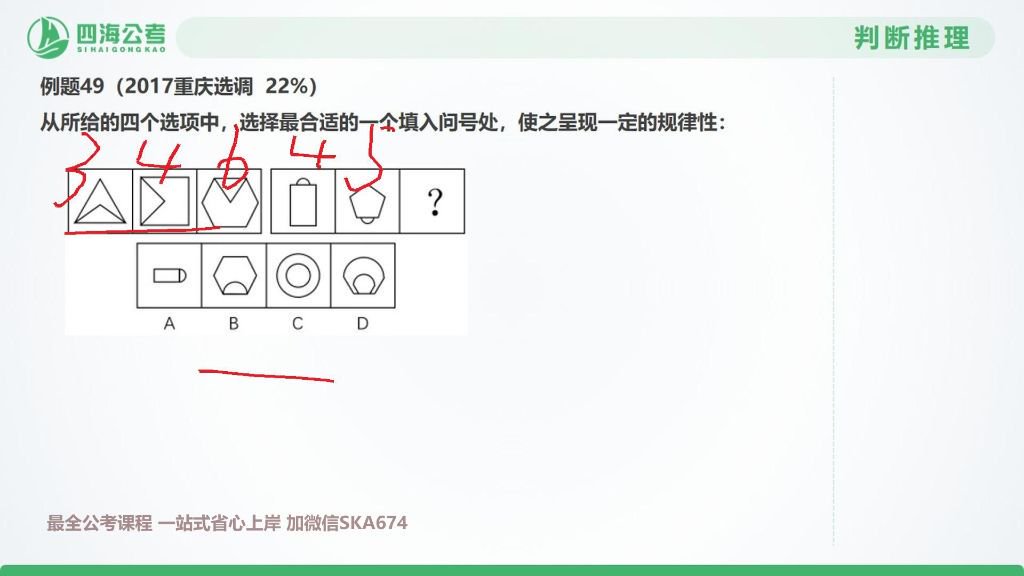 四海公考
SIHAIGONGKAO
判断推理
例题49（2017重庆选调 22%）
从所给的四个选项中，选择最合适的一个填入问号处，使之呈现一定的规律性：
3 4 6 4 5
?
A B C D
最全公考课程 一站式省心上岸 加微信SKA674